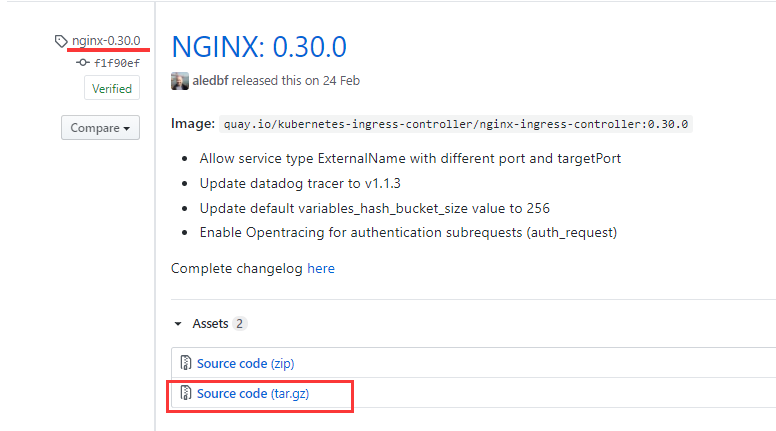 nginx-0.30.0
f1f90ef
Verified
Compare
NGINX: 0.30.0
aledbf released this on 24 Feb
Image: quay.io/kubernetes-ingress-controller/nginx-ingress-controller:0.30.0
• Allow service type ExternalName with different port and targetPort
• Update datadog tracer to v1.1.3
• Update default variables_hash_bucket_size value to 256
• Enable Opentracing for authentication subrequests (auth_request)
Complete changelog here
Assets 2
Source code (zip)
Source code (tar.gz)